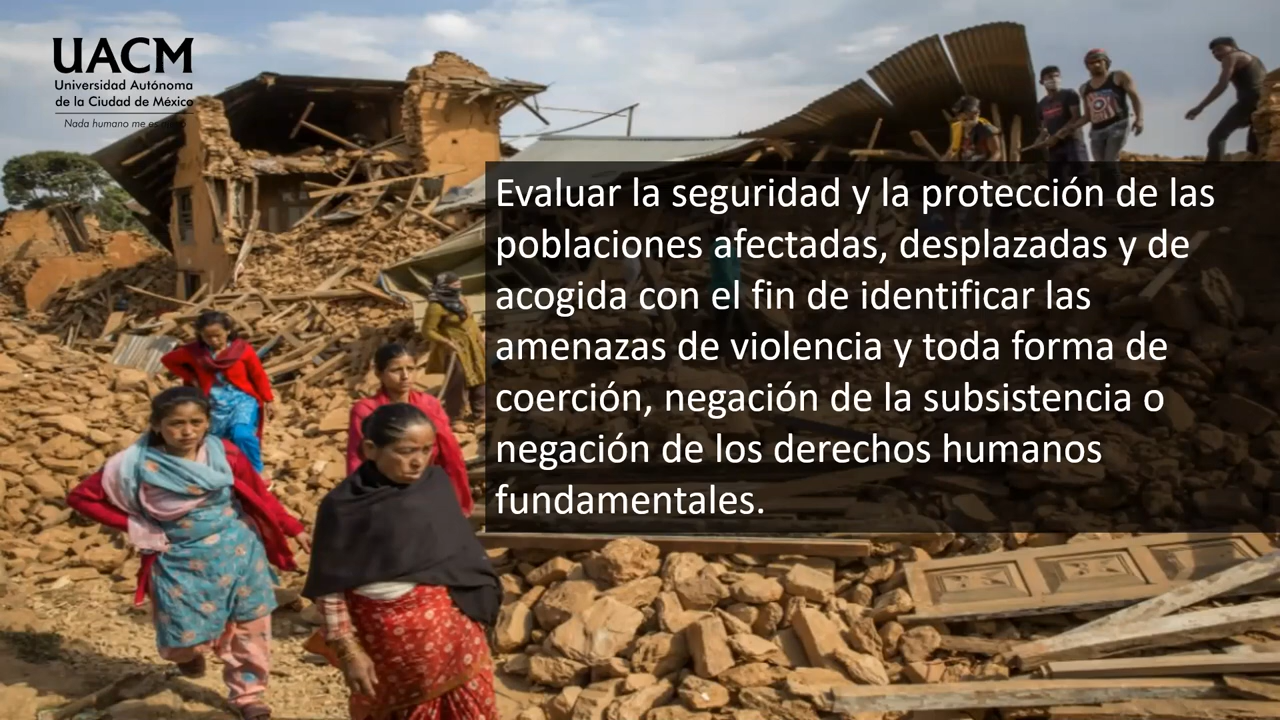 UACM
Universidad Autónoma
de la Ciudad de México
Nada humano me es
Evaluar la seguridad y la protección de las
poblaciones afectadas, desplazadas y de
acogida con el fin de identificar las
amenazas de violencia y toda forma de
coerción, negación de la subsistencia o
negación de los derechos humanos
fundamentales.